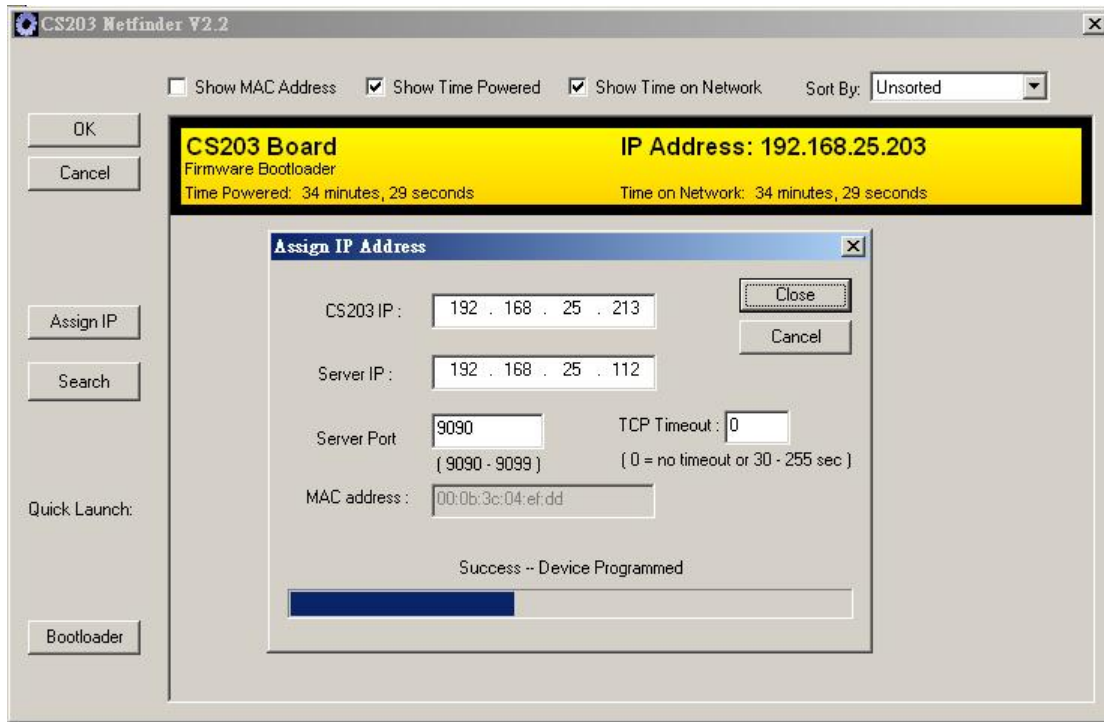 CS203 Netfinder V2.2
Show MAC Address Show Time Powered Show Time on Network Sort By: Unsorted
OK
Cancel
CS203 Board IP Address: 192.168.25.203
Firmware Bootloader
Time Powered: 34 minutes, 29 seconds Time on Network: 34 minutes, 29 seconds
Assign IP Address
CS203 IP : 192 . 168 . 25 . 213 Close
Cancel
Assign IP
Server IP : 192 . 168 . 25 . 112
Search
Server Port 9090 TCP Timeout : 0
( 9090 - 9099 ) ( 0 = no timeout or 30 - 255 sec )
MAC address : 00:0b:3c:04:ef:dd
Quick Launch:
Success -- Device Programmed
Bootloader